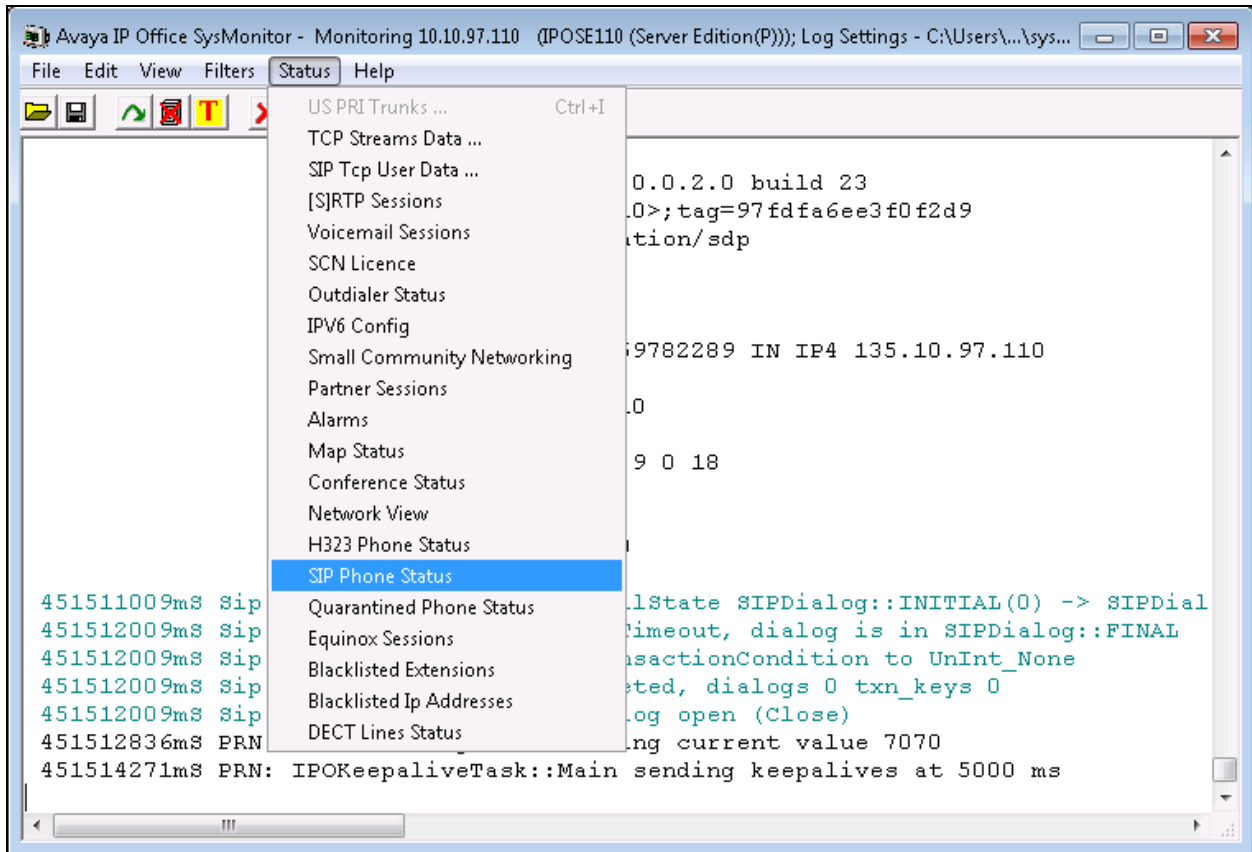 Avaya IP Office SysMonitor - Monitoring 10.10.97.110 (IPOSE110 (Server Edition(P))); Log Settings - C:\Users\...\sys...
File Edit View Filters Status Help
T
US PRI Trunks ... Ctrl+I
TCP Streams Data ...
SIP Tcp User Data ...
[S]RTP Sessions
Voicemail Sessions
SCN Licence
Outdialer Status
IPV6 Config
Small Community Networking
Partner Sessions
Alarms
Map Status
Conference Status
Network View
H323 Phone Status
SIP Phone Status
Quarantined Phone Status
Equinox Sessions
Blacklisted Extensions
Blacklisted Ip Addresses
DECT Lines Status
0.0.2.0 build 23
.0>;tag=97fdfa6ee3f0f2d9
ation/sdp
59782289 IN IP4 135.10.97.110
.0
9 0 18
451511009mS Sip llState SIPDialog::INITIAL(0) -> SIPDial
451512009mS Sip Timeout, dialog is in SIPDialog::FINAL
451512009mS Sip nsactionCondition to UnInt_None
451512009mS Sip eted, dialogs 0 txn_keys 0
451512009mS Sip log open (Close)
451512836mS PRN ing current value 7070
451514271mS PRN: IPOKeepaliveTask::Main sending keepalives at 5000 ms